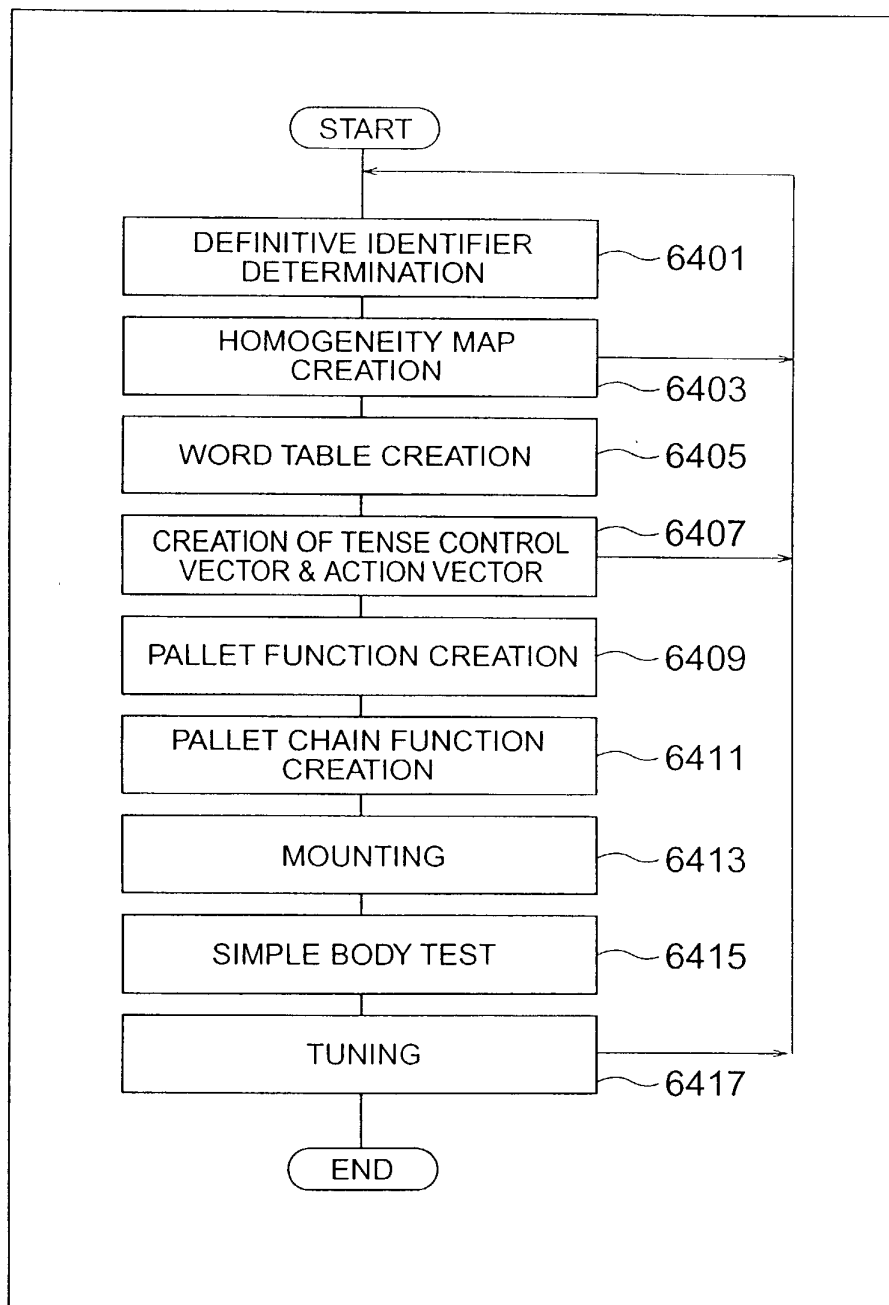 START
DEFINITIVE IDENTIFIER
DETERMINATION
6401
HOMOGENEITY MAP
CREATION
6403
WORD TABLE CREATION
6405
CREATION OF TENSE CONTROL
VECTOR & ACTION VECTOR
6407
PALLET FUNCTION CREATION
6409
PALLET CHAIN FUNCTION
CREATION
6411
MOUNTING
6413
SIMPLE BODY TEST
6415
TUNING
6417
END